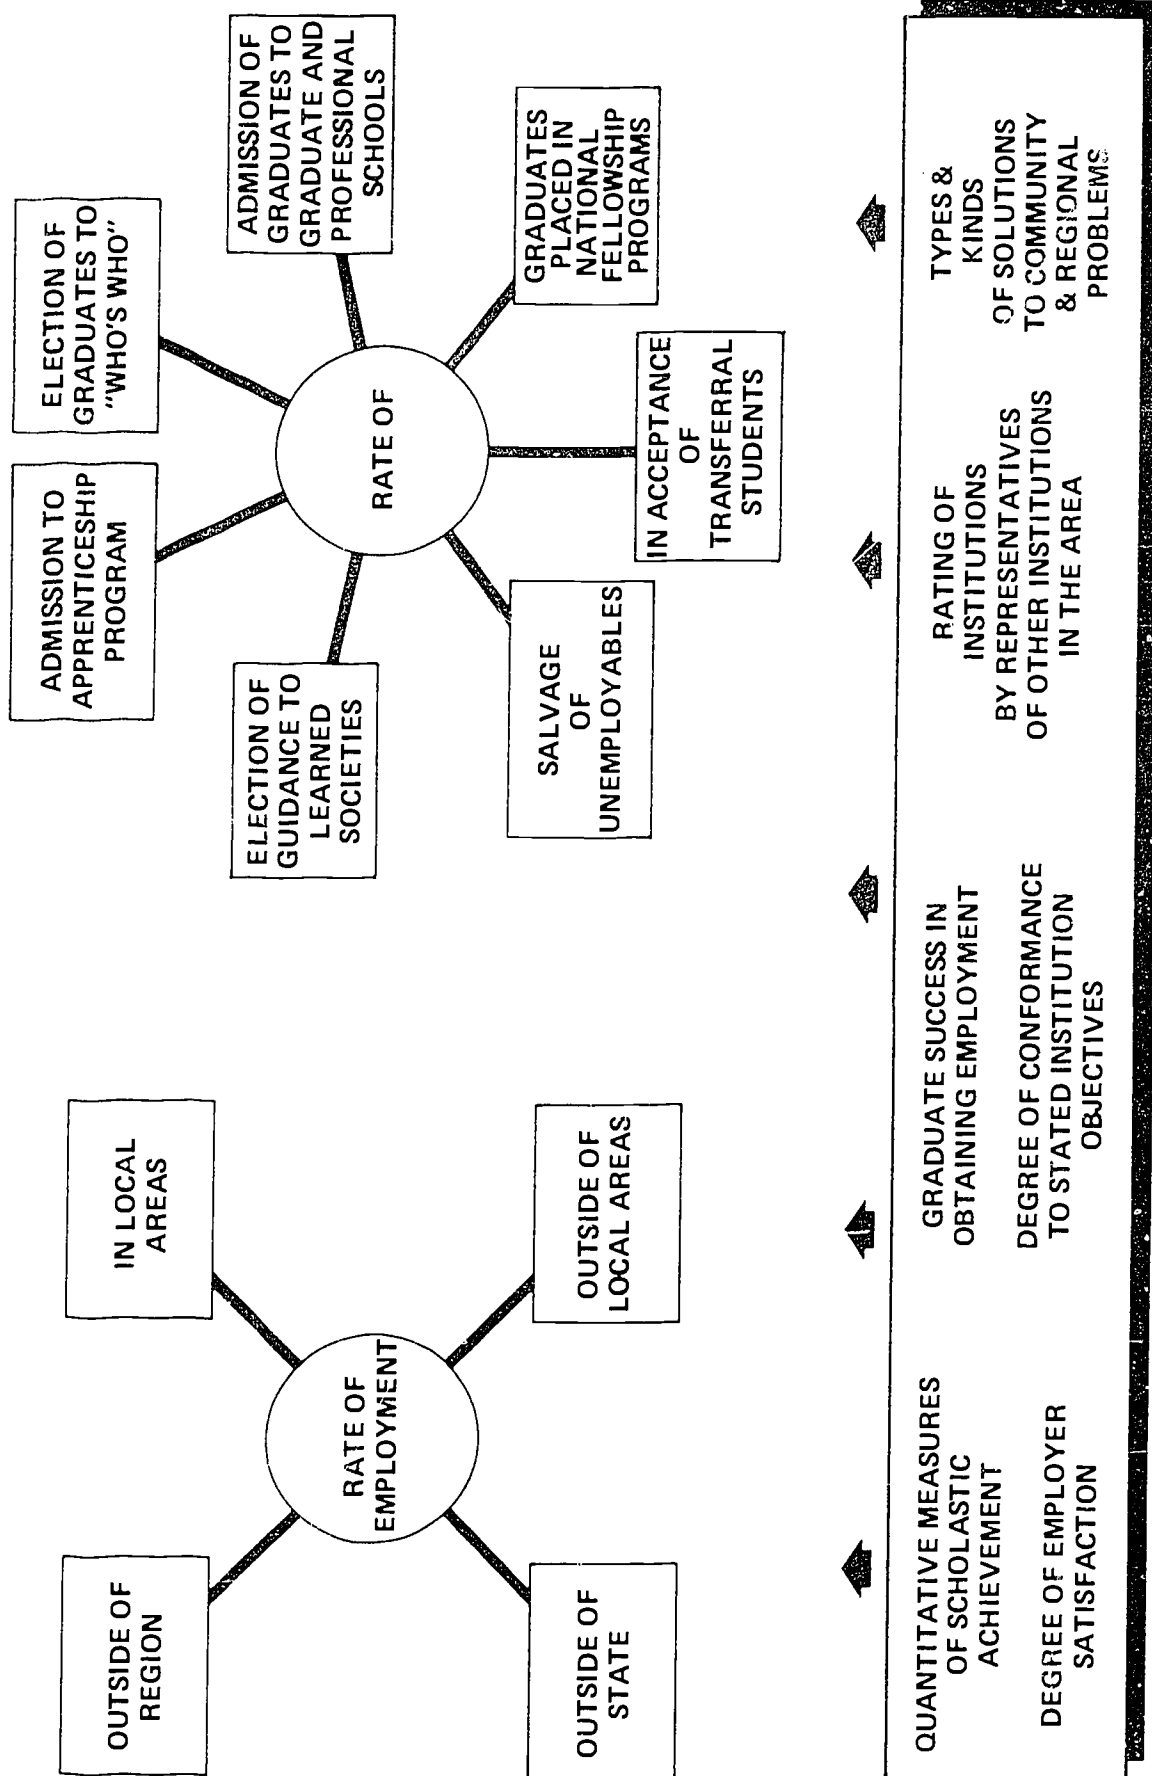 OUTSIDE OF
REGION
IN LOCAL
AREAS
RATE OF
EMPLOYMENT
OUTSIDE OF
STATE
OUTSIDE OF
LOCAL AREAS
ADMISSION TO
APPRENTICESHIP
PROGRAM
ELECTION OF
GRADUATES TO
"WHO'S WHO"
ELECTION OF
GUIDANCE TO
LEARNED
SOCIETIES
ADMISSION OF
GRADUATES TO
GRADUATE AND
PROFESSIONAL
SCHOOLS
RATE OF
SALVAGE
OF
UNEMPLOYABLES
GRADUATES
PLACED IN
NATIONAL
FELLOWSHIP
PROGRAMS
IN ACCEPTANCE
OF
TRANSFERRAL
STUDENTS
QUANTITATIVE MEASURES
OF SCHOLASTIC
ACHIEVEMENT
DEGREE OF EMPLOYER
SATISFACTION
GRADUATE SUCCESS IN
OBTAINING EMPLOYMENT
DEGREE OF CONFORMANCE
TO STATED INSTITUTION
OBJECTIVES
RATING OF
INSTITUTIONS
BY REPRESENTATIVES
OF OTHER INSTITUTIONS
IN THE AREA
TYPES &
KINDS
OF SOLUTIONS
TO COMMUNITY
& REGIONAL
PROBLEMS